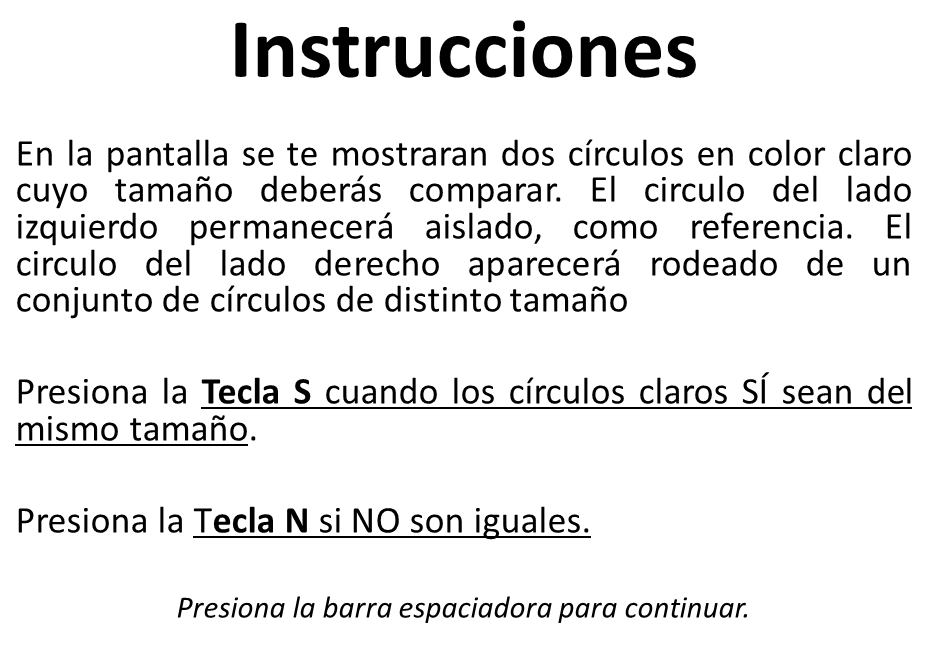 Instrucciones
En la pantalla se te mostraran dos círculos en color claro
cuyo tamaño deberás comparar. El circulo del lado
izquierdo permanecerá aislado, como referencia. El
circulo del lado derecho aparecerá rodeado de un
conjunto de círculos de distinto tamaño
Presiona la Tecla S cuando los círculos claros SÍ sean del
mismo tamaño.
Presiona la Tecla N si NO son iguales.
Presiona la barra espaciadora para continuar.